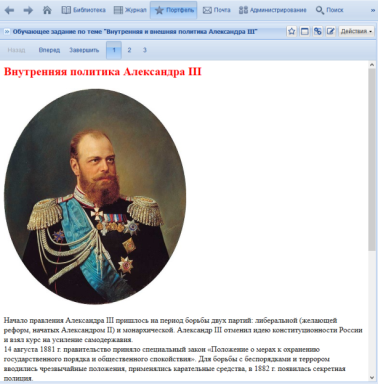 Библиотека Журнал Портфель Почта Администрирование Поиск »
Обучающее задание по теме "Внутренняя и внешняя политика Александра III" Действия
Назад Вперед Завершить 1 2 3
Внутренняя политика Александра III
Начало правления Александра III пришлось на период борьбы двух партий: либеральной (желающей
реформ, начатых Александром II) и монархической. Александр III отменил идею конституционности России
и взял курс на усиление самодержавия.
14 августа 1881 г. правительство приняло специальный закон «Положение о мерах к охранению
государственного порядка и общественного спокойствия». Для борьбы с беспорядками и террором
вводились чрезвычайные положения, применялись карательные средства, в 1882 г. появилась секретная
полиция.